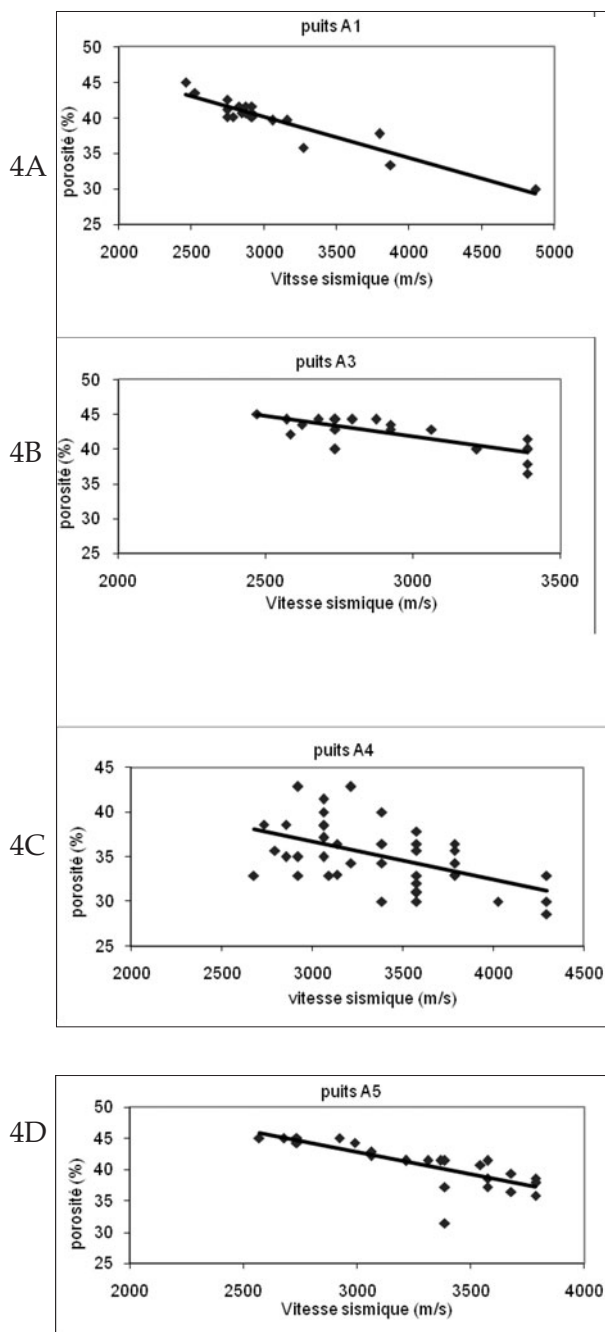 puits A1
4A
porosité (%)
50
45
40
35
30
25
2000 2500 3000 3500 4000 4500 5000
Vitsse sismique (m/s)
puits A3
4B
porosité (%)
50
45
40
35
30
25
2000 2500 3000 3500
Vitesse sismique (m/s)
puits A4
4C
porosité (%)
45
40
35
30
25
2000 2500 3000 3500 4000 4500
vitesse sismique (m/s)
puits A5
4D
porosité (%)
50
45
40
35
30
25
2000 2500 3000 3500 4000
Vitesse sismique (m/s)